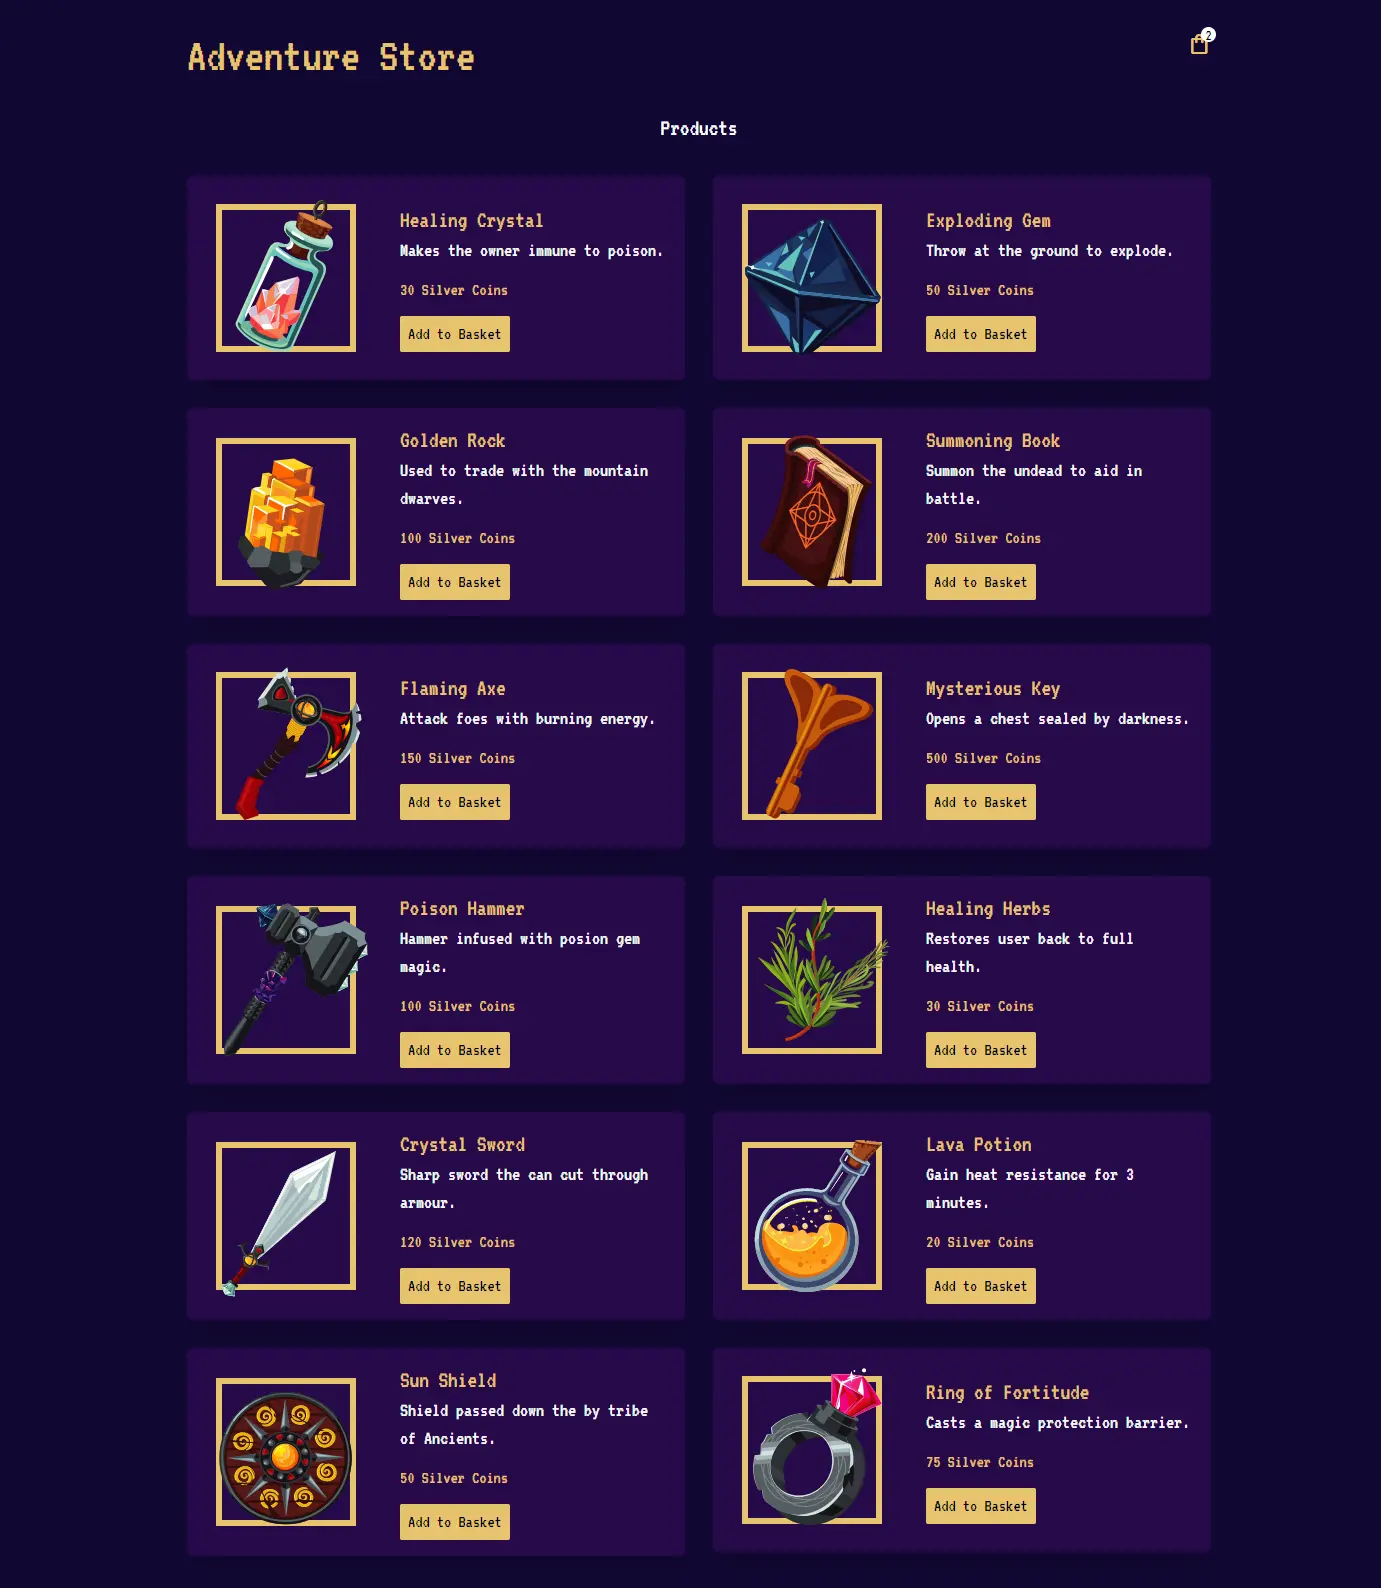 Adventure Store
2
Products
Healing Crystal
Makes the owner immune to poison.
30 Silver Coins
Add to Basket
Exploding Gem
Throw at the ground to explode.
50 Silver Coins
Add to Basket
Golden Rock
Used to trade with the mountain
dwarves.
100 Silver Coins
Add to Basket
Summoning Book
Summon the undead to aid in
battle.
200 Silver Coins
Add to Basket
Flaming Axe
Attack foes with burning energy.
150 Silver Coins
Add to Basket
Mysterious Key
Opens a chest sealed by darkness.
500 Silver Coins
Add to Basket
Poison Hammer
Hammer infused with posion gem
magic.
100 Silver Coins
Add to Basket
Healing Herbs
Restores user back to full
health.
30 Silver Coins
Add to Basket
Crystal Sword
Sharp sword the can cut through
armour.
120 Silver Coins
Add to Basket
Lava Potion
Gain heat resistance for 3
minutes.
20 Silver Coins
Add to Basket
Sun Shield
Shield passed down the by tribe
of Ancients.
50 Silver Coins
Add to Basket
Ring of Fortitude
Casts a magic protection barrier.
75 Silver Coins
Add to Basket